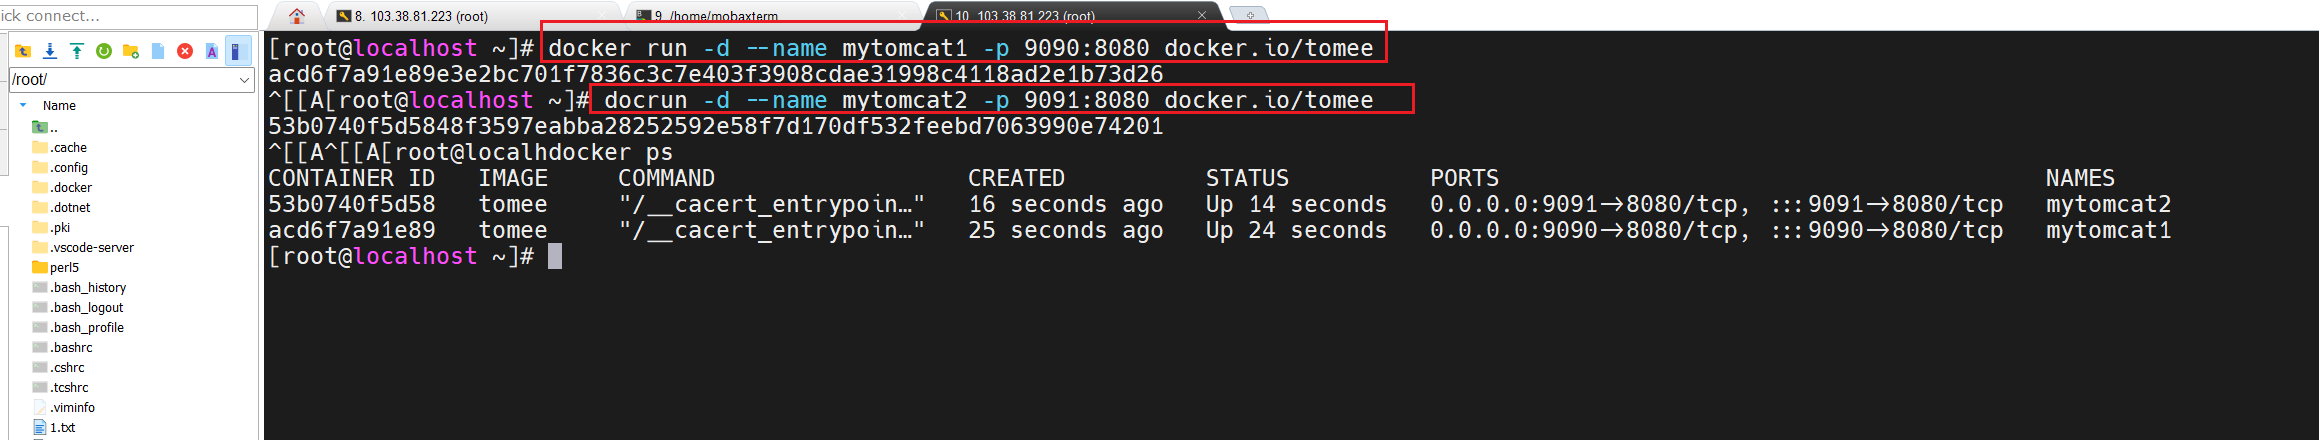 ick connect...
8. 103.38.81.223 (root)
9. /home/mobaxterm
10. 103.38.81.223 (root)
/root/
Name
..
.cache
.config
.docker
.dotnet
.pki
.vscode-server
perl5
.bash_history
.bash_logout
.bash_profile
.bashrc
.cshrc
.tcshrc
.viminfo
1.txt
[root@localhost ~]# docker run -d --name mytomcat1 -p 9090:8080 docker.io/tomee
acd6f7a91e89e3e2bc701f7836c3c7e403f3908cdae31998c4118ad2e1b73d26
^[[A[root@localhost ~]# docrun -d --name mytomcat2 -p 9091:8080 docker.io/tomee
53b0740f5d5848f3597eabba28252592e58f7d170df532feebd7063990e74201
^[[A^[[A[root@localhdocker ps
CONTAINER ID IMAGE COMMAND CREATED STATUS PORTS NAMES
53b0740f5d58 tomee "/__cacert_entrypoin…" 16 seconds ago Up 14 seconds 0.0.0.0:9091->8080/tcp, :::9091->8080/tcp mytomcat2
acd6f7a91e89 tomee "/__cacert_entrypoin…" 25 seconds ago Up 24 seconds 0.0.0.0:9090->8080/tcp, :::9090->8080/tcp mytomcat1
[root@localhost ~]#